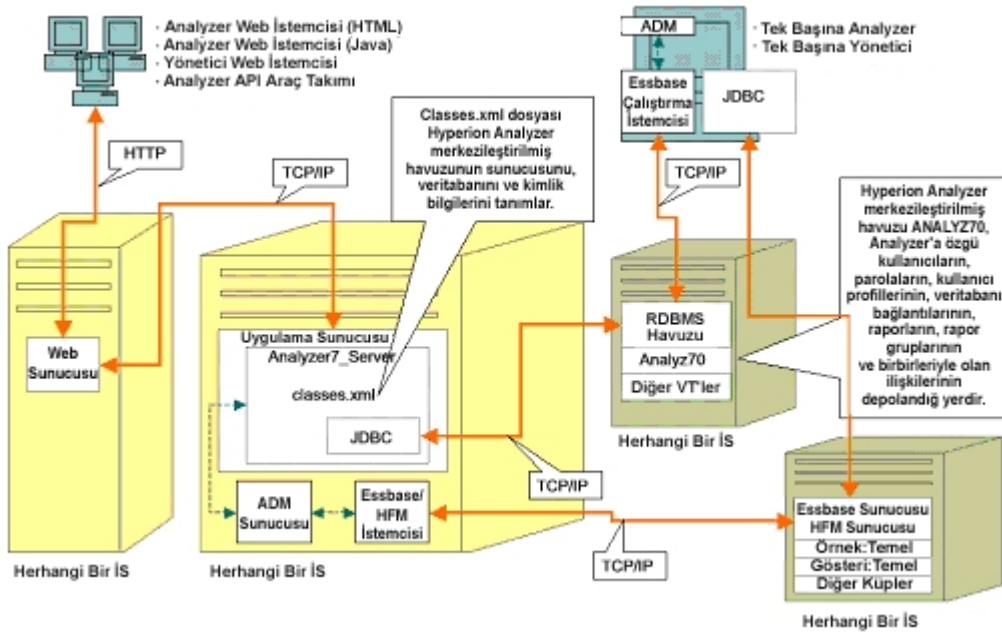 · Analyzer Web İstemcisi (HTML)
· Analyzer Web İstemcisi (Java)
· Yönetici Web İstemcisi
· Analyzer API Araç Takımı
ADM
Essbase
Çalıştırma
İstemcisi
JDBC
· Tek Başına Analyzer
· Tek Başına Yönetici
HTTP
TCP/IP
Classes.xml dosyası
Hyperion Analyzer
merkezileştirilmiş
havuzunun sunucusunu,
veritabanını ve kimlik
bilgilerini tanımlar.
TCP/IP
Hyperion Analyzer
merkezileştirilmiş
havuzu ANALYZ70,
Analyzer'a özgü
kullanıcıların,
parolaların, kullanıcı
profillerinin, veritabanı
bağlantılarının,
raporların, rapor
gruplarının
ve birbirleriyle olan
ilişkilerinin
depolandığ yerdir.
Web
Sunucusu
Herhangi Bir İS
Uygulama Sunucusu
Analyzer7_Server
classes.xml
JDBC
ADM
Sunucusu
Essbase/
HFM
İstemcisi
Herhangi Bir İS
RDBMS
Havuzu
Analyz70
Diğer VT'ler
Herhangi Bir İS
TCP/IP
TCP/IP
Essbase Sunucusu
HFM Sunucusu
Örnek:Temel
Gösteri:Temel
Diğer Küpler
Herhangi Bir İS